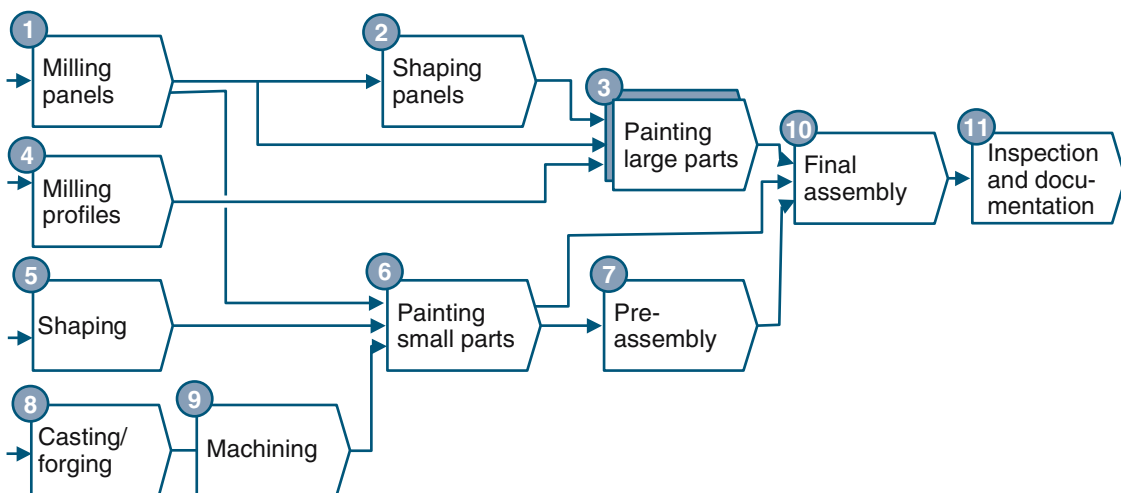 1
Milling
panels
2
Shaping
panels
3
Painting
large parts
4
Milling
profiles
5
Shaping
6
Painting
small parts
7
Pre-
assembly
8
Casting/
forging
9
Machining
10
Final
assembly
11
Inspection
and docu-
mentation